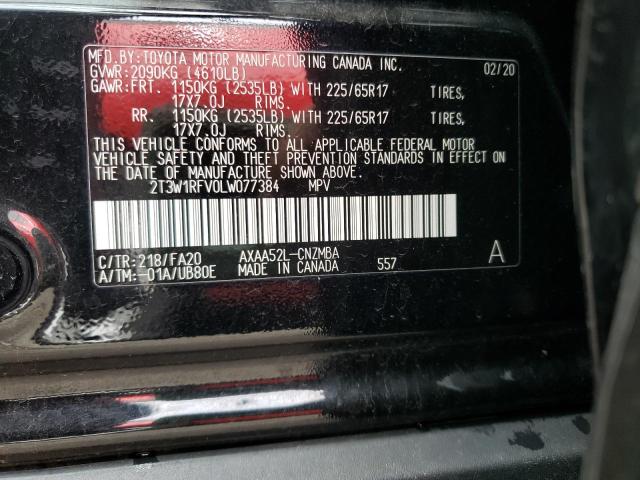 MFD.BY:TOYOTA MOTOR MANUFACTURING CANADA INC. 02/20
GVWR:2090KG (4610LB)
GAWR:FRT. 1150KG (2535LB) WITH 225/65R17 TIRES,
17X7.0J RIMS.
RR. 1150KG (2535LB) WITH 225/65R17 TIRES,
17X7.0J RIMS.
THIS VEHICLE CONFORMS TO ALL APPLICABLE FEDERAL MOTOR
VEHICLE SAFETY AND THEFT PREVENTION STANDARDS IN EFFECT ON
THE DATE OF MANUFACTURE SHOWN ABOVE.
2T3W1RFV0LW077384 MPV
C/TR:218/FA20 AXAA52L-CNZMBA
A/TM:-01A/UB80E MADE IN CANADA 557 A